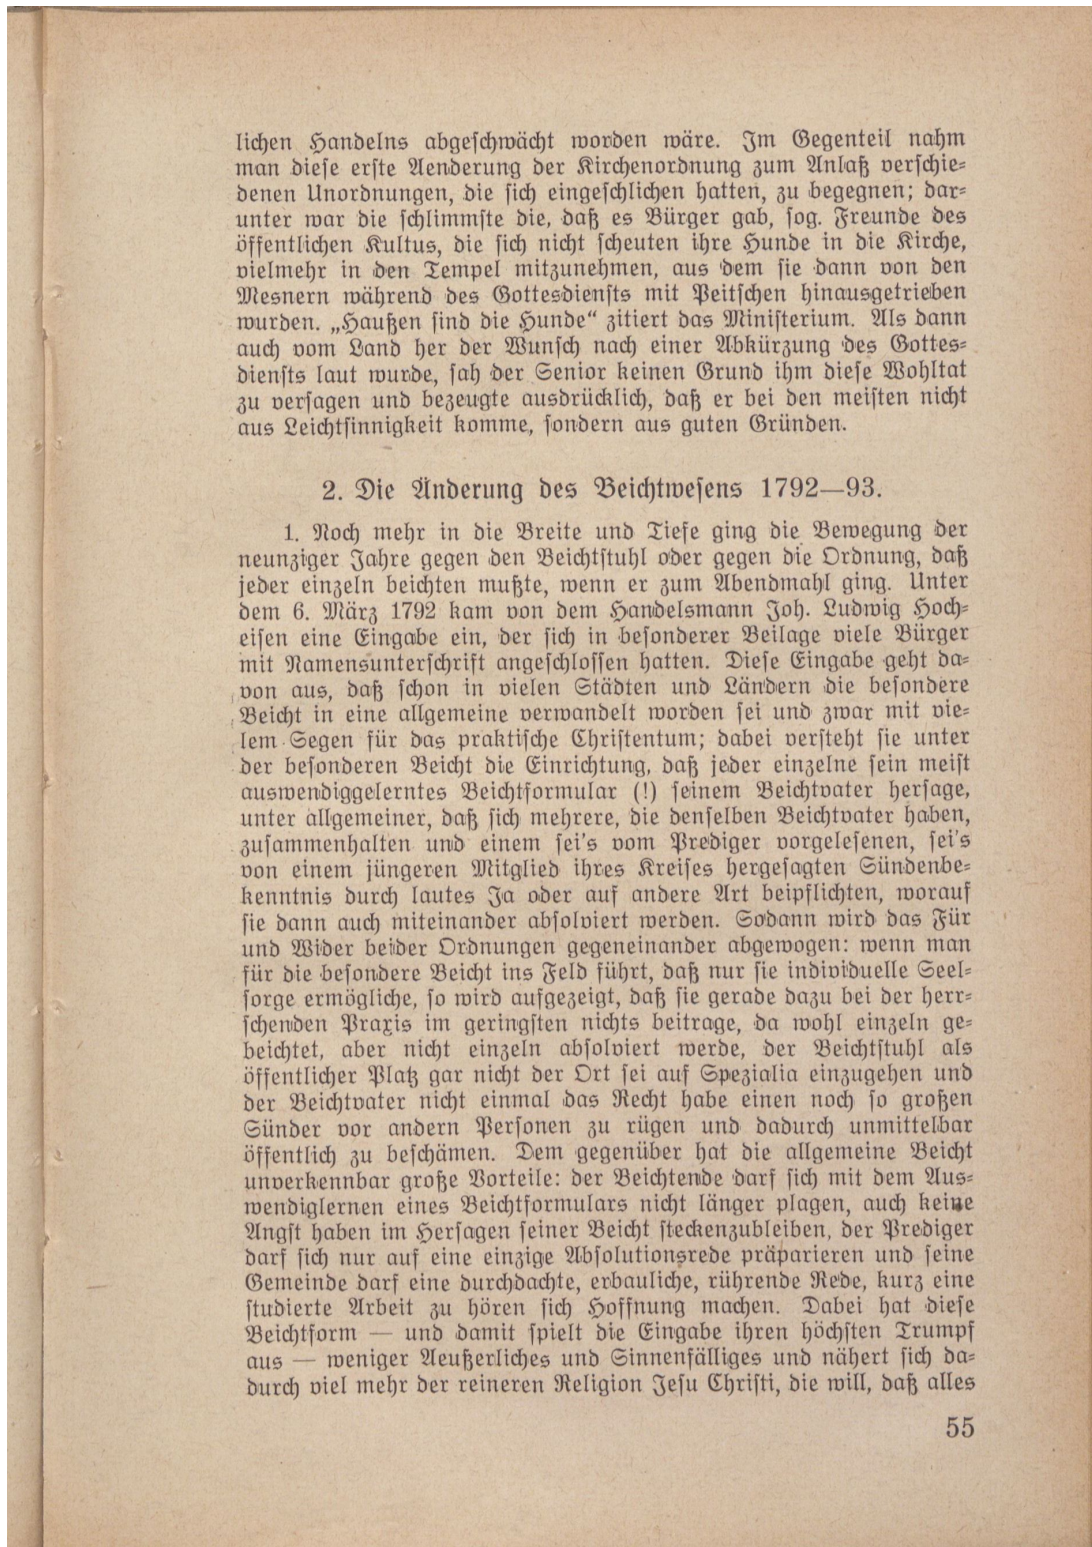 lichen Handelns abgeschwächt worden wäre. Im Gegenteil nahm
man diese erste Aenderung der Kirchenordnung zum Anlaß verschie-
denen Unordnungen, die sich eingeschlichen hatten, zu begegnen; dar-
unter war die schlimmste die, daß es Bürger gab, sog. Freunde des
öffentlichen Kultus, die sich nicht scheuten ihre Hunde in die Kirche,
vielmehr in den Tempel mitzunehmen, aus dem sie dann von den
Mesnern während des Gottesdiensts mit Peitschen hinausgetrieben
wurden. „Haußen sind die Hunde“ zitiert das Ministerium. Als dann
auch vom Land her der Wunsch nach einer Abkürzung des Gottes-
diensts laut wurde, sah der Senior keinen Grund ihm diese Wohltat
zu versagen und bezeugte ausdrücklich, daß er bei den meisten nicht
aus Leichtsinnigkeit komme, sondern aus guten Gründen.
2. Die Änderung des Beichtwesens 1792—93.
1. Noch mehr in die Breite und Tiefe ging die Bewegung der
neunziger Jahre gegen den Beichtstuhl oder gegen die Ordnung, daß
jeder einzeln beichten mußte, wenn er zum Abendmahl ging. Unter
dem 6. März 1792 kam von dem Handelsmann Joh. Ludwig Hoch-
eisen eine Eingabe ein, der sich in besonderer Beilage viele Bürger
mit Namensunterschrift angeschlossen hatten. Diese Eingabe geht da-
von aus, daß schon in vielen Städten und Ländern die besondere
Beicht in eine allgemeine verwandelt worden sei und zwar mit vie-
lem Segen für das praktische Christentum; dabei versteht sie unter
der besonderen Beicht die Einrichtung, daß jeder einzelne sein meist
auswendiggelerntes Beichtformular (!) seinem Beichtvater hersage,
unter allgemeiner, daß sich mehrere, die denselben Beichtvater haben,
zusammenhalten und einem sei's vom Prediger vorgelesenen, sei's
von einem jüngeren Mitglied ihres Kreises hergesagten Sündenbe-
kenntnis durch lautes Ja oder auf andere Art beipflichten, worauf
sie dann auch miteinander absolviert werden. Sodann wird das Für
und Wider beider Ordnungen gegeneinander abgewogen: wenn man
für die besondere Beicht ins Feld führt, daß nur sie individuelle Seel-
sorge ermögliche, so wird aufgezeigt, daß sie gerade dazu bei der herr-
schenden Praxis im geringsten nichts beitrage, da wohl einzeln ge-
beichtet, aber nicht einzeln absolviert werde, der Beichtstuhl als
öffentlicher Platz gar nicht der Ort sei auf Spezialia einzugehen und
der Beichtvater nicht einmal das Recht habe einen noch so großen
Sünder vor andern Personen zu rügen und dadurch unmittelbar
öffentlich zu beschämen. Dem gegenüber hat die allgemeine Beicht
unverkennbar große Vorteile: der Beichtende darf sich mit dem Aus-
wendiglernen eines Beichtformulars nicht länger plagen, auch keine
Angst haben im Hersagen seiner Beicht steckenzubleiben, der Prediger
darf sich nur auf eine einzige Absolutionsrede präparieren und seine
Gemeinde darf eine durchdachte, erbauliche, rührende Rede, kurz eine
studierte Arbeit zu hören sich Hoffnung machen. Dabei hat diese
Beichtform — und damit spielt die Eingabe ihren höchsten Trumpf
aus — weniger Aeußerliches und Sinnenfälliges und nähert sich da-
durch viel mehr der reineren Religion Jesu Christi, die will, daß alles
55